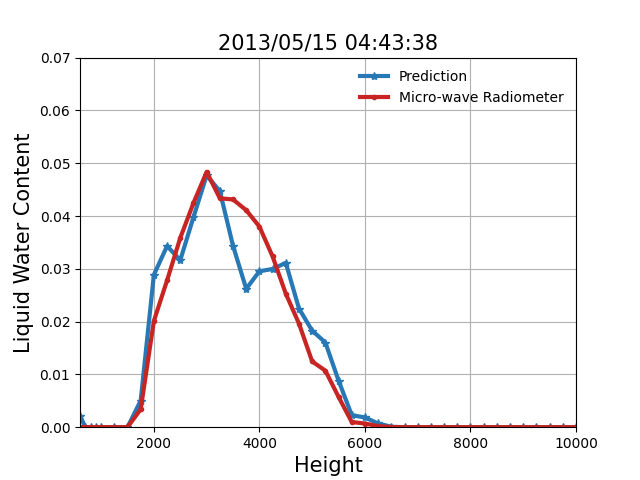 2013/05/15 04:43:38
0.07
0.06
0.05
0.04
0.03
0.02
0.01
0.00
Liquid Water Content
Prediction
Micro-wave Radiometer
2000 4000 6000 8000 10000
Height